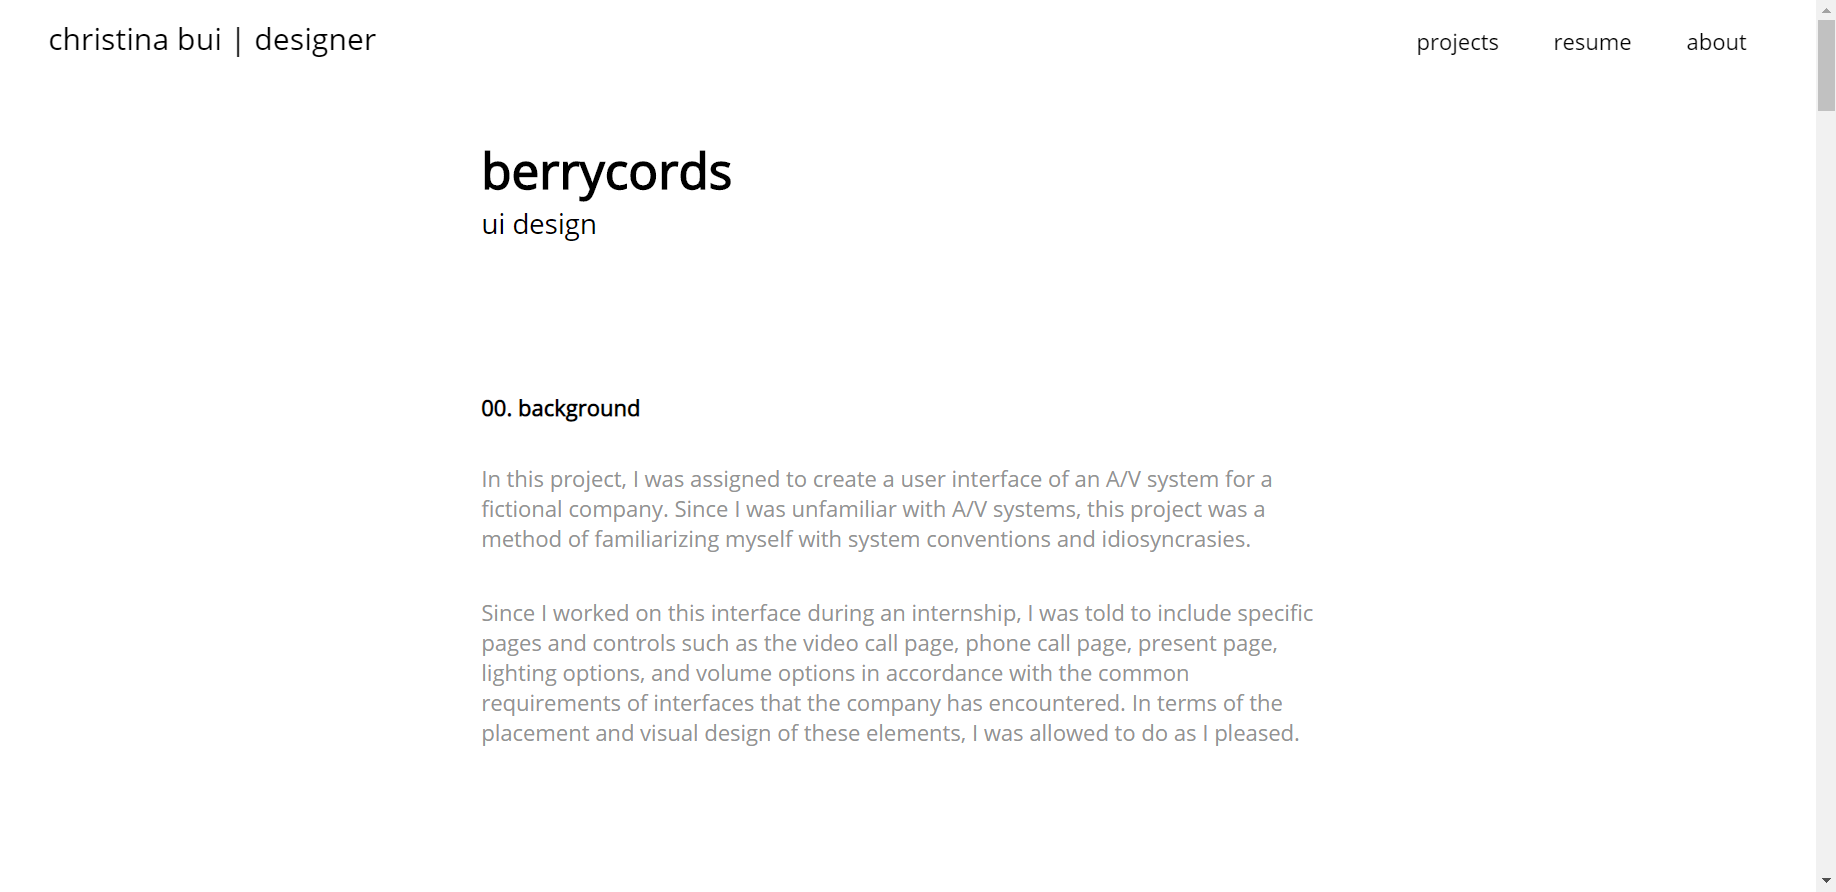 christina bui | designer
projects resume about
berrycords
ui design
00. background
In this project, I was assigned to create a user interface of an A/V system for a
fictional company. Since I was unfamiliar with A/V systems, this project was a
method of familiarizing myself with system conventions and idiosyncrasies.
Since I worked on this interface during an internship, I was told to include specific
pages and controls such as the video call page, phone call page, present page,
lighting options, and volume options in accordance with the common
requirements of interfaces that the company has encountered. In terms of the
placement and visual design of these elements, I was allowed to do as I pleased.